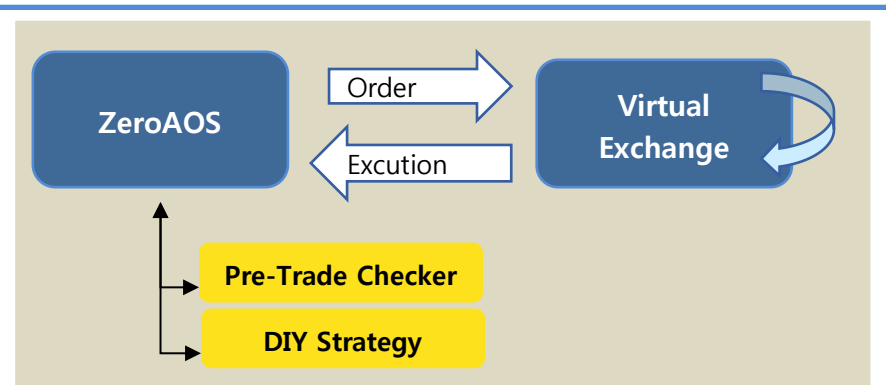 ZeroAOS
Order
Excution
Virtual
Exchange
Pre-Trade Checker
DIY Strategy